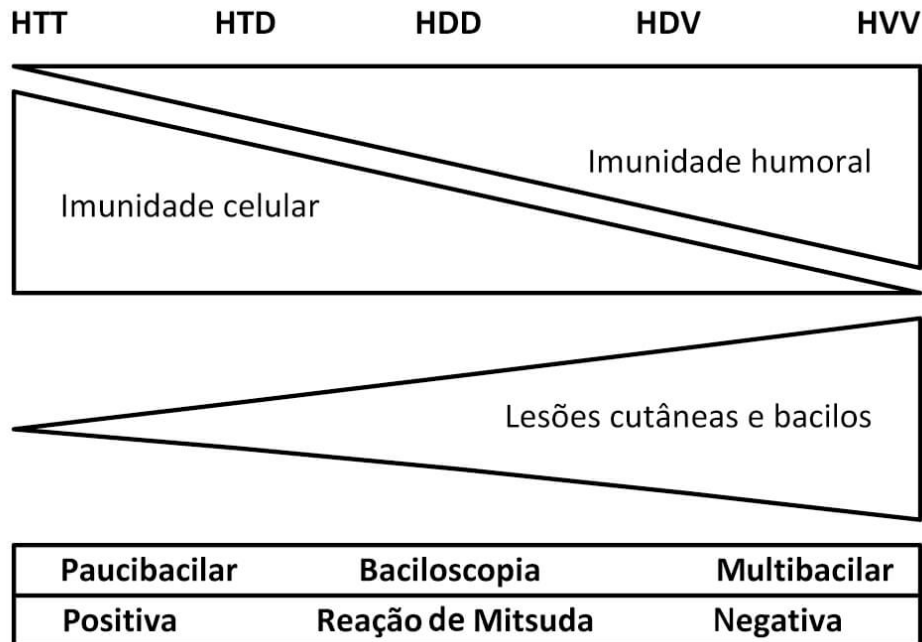 HTT HTD HDD HDV HVV
Imunidade humoral
Imunidade celular
Lesões cutâneas e bacilos
Paucibacilar Baciloscopia Multibacilar
Positiva Reação de Mitsuda Negativa